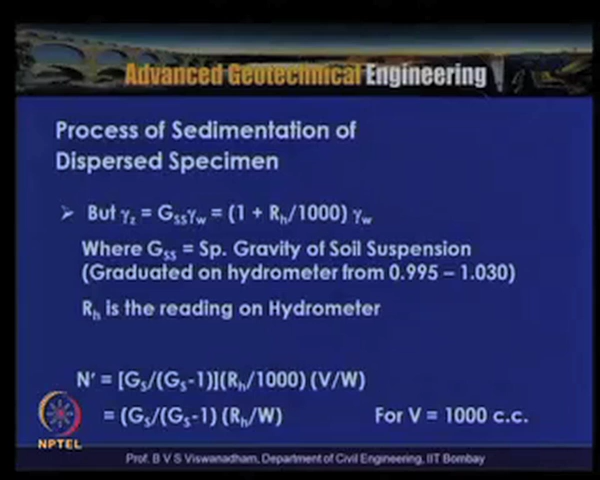 Advanced Geotechnical Engineering
Process of Sedimentation of
Dispersed Specimen
➢ But γz = Gssγw = (1 + Rh/1000) γw
Where Gss = Sp. Gravity of Soil Suspension
(Graduated on hydrometer from 0.995 – 1.030)
Rh is the reading on Hydrometer
N' = [Gs/(Gs-1)](Rh/1000) (V/W)
= (Gs/(Gs-1) (Rh/W) For V = 1000 c.c.
NPTEL
Prof. B V S Viswanadham, Department of Civil Engineering, IIT Bombay